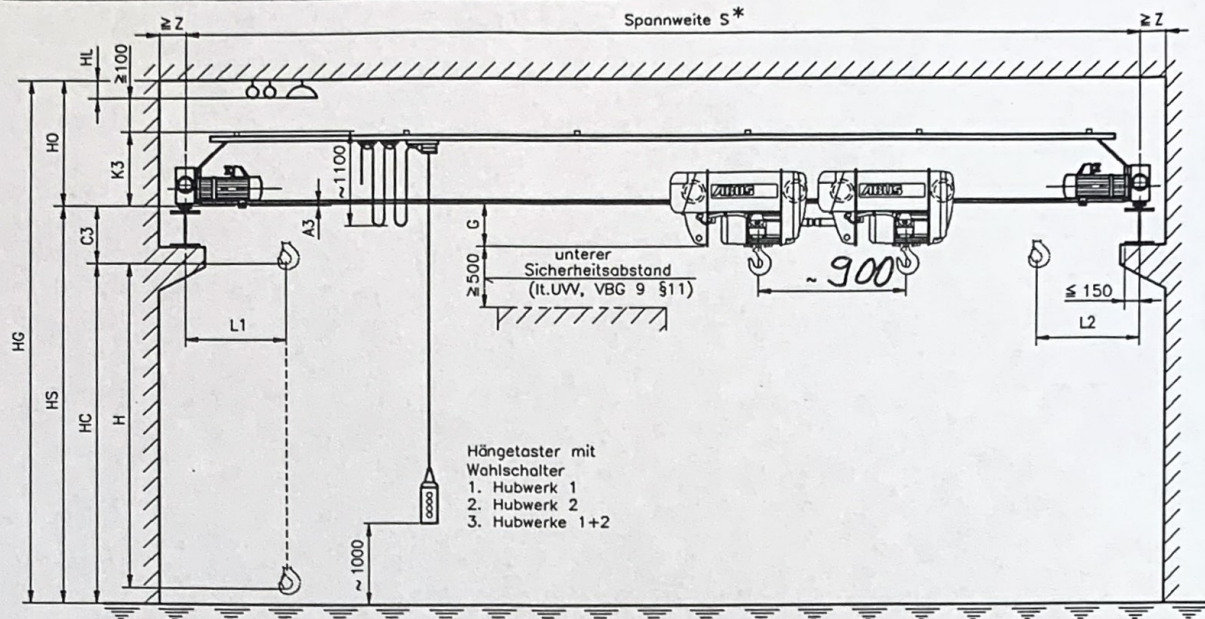 ≧Z
Spannweite S*
≧Z
HL
≧100
HO
K3
~1100
A3
C3
G
≧500
unterer
Sicherheitsabstand
(lt.UVV, VBG 9 §11)
ABUS
ABUS
~900
≦ 150
L1
L2
HG
HS
HC
H
Hängetaster mit
Wahlschalter
1. Hubwerk 1
2. Hubwerk 2
3. Hubwerke 1+2
~1000